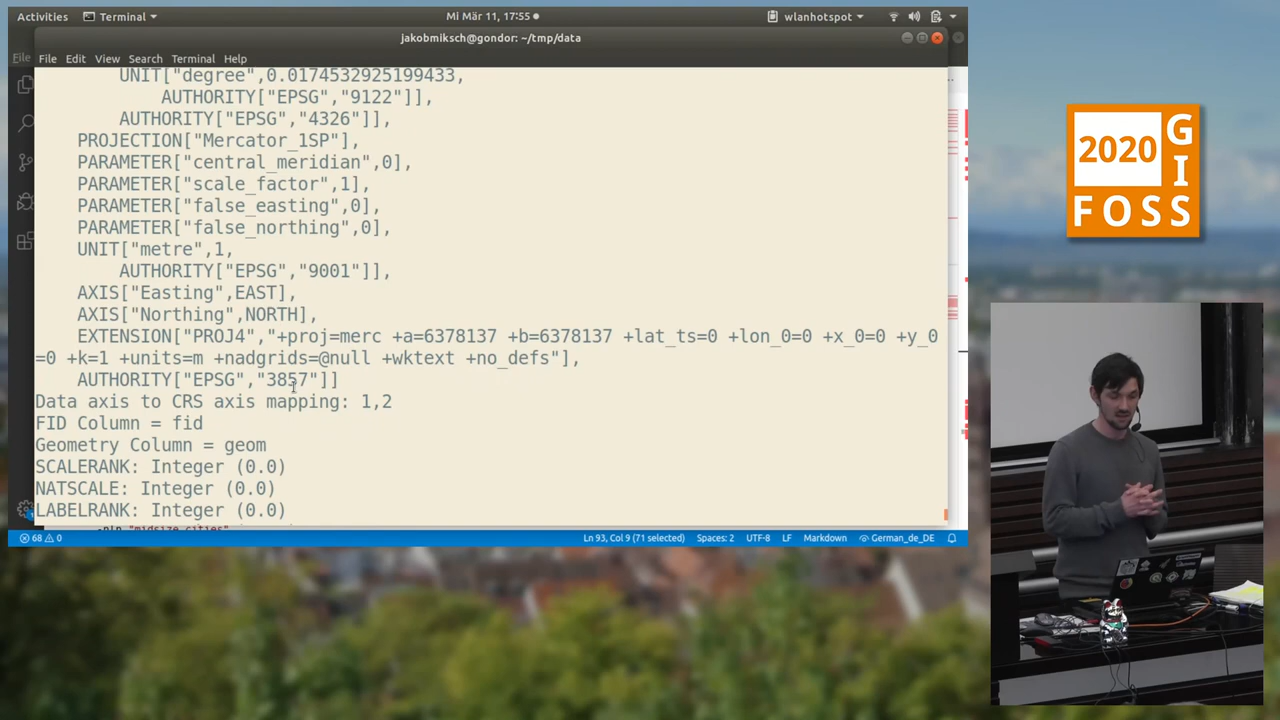 Activities
Terminal
Mi Mär 11, 17:55
wlanhotspot
jakobmiksch@gondor: ~/tmp/data
File
File Edit View Search Terminal Help
UNIT["degree",0.0174532925199433,
AUTHORITY["EPSG","9122"]],
AUTHORITY["EPSG","4326"]],
PROJECTION["Mercator_1SP"],
PARAMETER["central_meridian",0],
PARAMETER["scale_factor",1],
PARAMETER["false_easting",0],
PARAMETER["false_northing",0],
UNIT["metre",1,
AUTHORITY["EPSG","9001"]],
AXIS["Easting",EAST],
AXIS["Northing",NORTH],
EXTENSION["PROJ4","+proj=merc +a=6378137 +b=6378137 +lat_ts=0 +lon_0=0 +x_0=0 +y_0
=0 +k=1 +units=m +nadgrids=@null +wktext +no_defs"],
AUTHORITY["EPSG","3857"]]
Data axis to CRS axis mapping: 1,2
FID Column = fid
Geometry Column = geom
SCALERANK: Integer (0.0)
NATSCALE: Integer (0.0)
LABELRANK: Integer (0.0)
-nln "midsize_cities"
68 0
Ln 93, Col 9 (71 selected) Spaces: 2 UTF-8 LF Markdown German_de_DE
2020
GI
FOSS